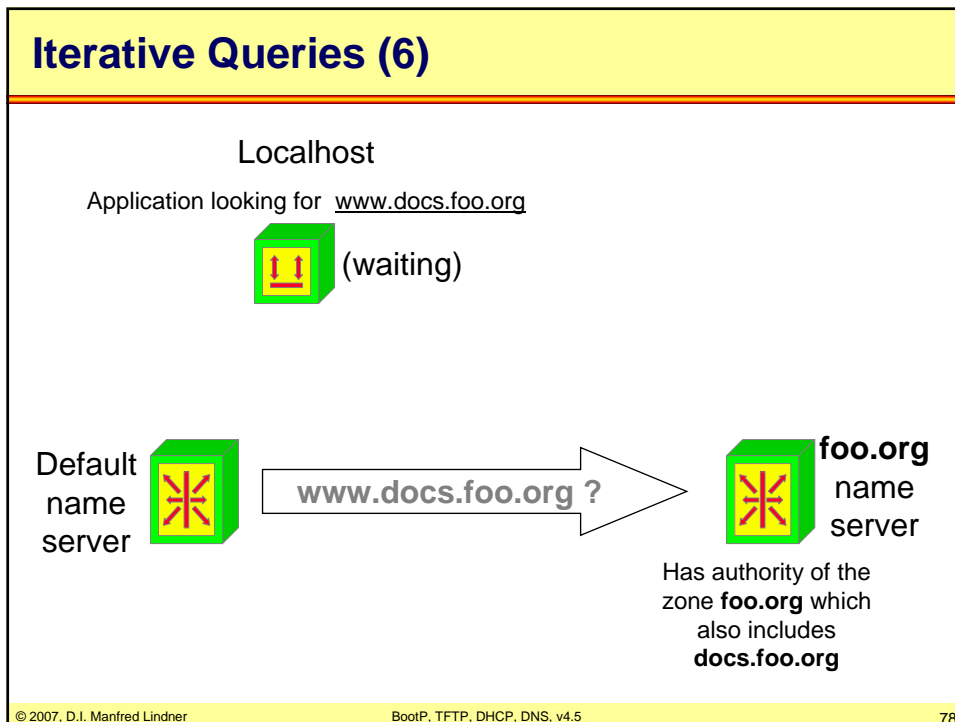 Iterative Queries (6)
Localhost
Application looking for www.docs.foo.org
(waiting)
Default
name
server
www.docs.foo.org ?
foo.org
name
server
Has authority of the
zone foo.org which
also includes
docs.foo.org
© 2007, D.I. Manfred Lindner
BootP, TFTP, DHCP, DNS, v4.5
78